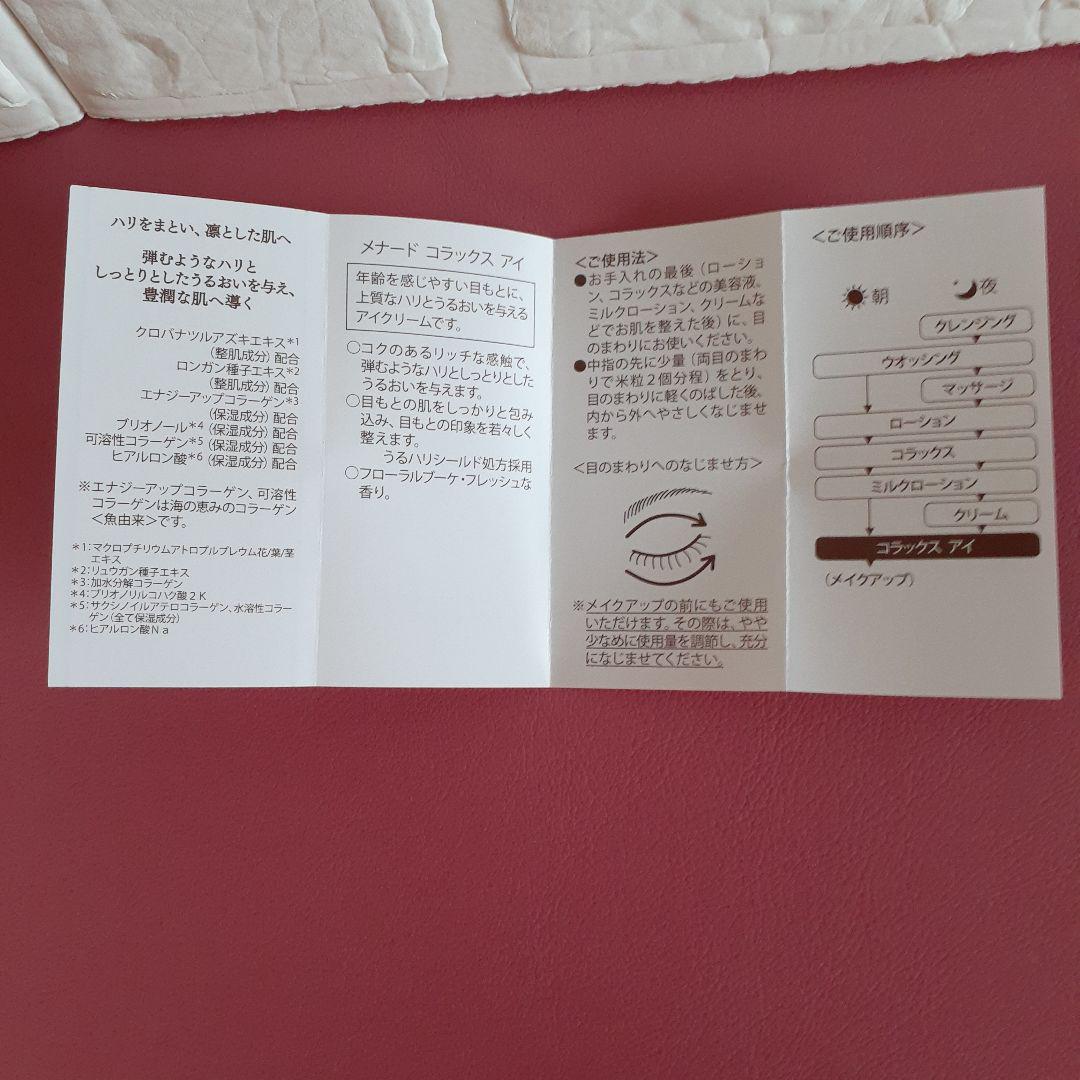 ハリをまとい、凛とした肌へ
弾むようなハリと
しっとりとしたうるおいを与え、
豊潤な肌へ導く
クロバナツルアズキエキス＊1
（整肌成分）配合
ロンガン種子エキス＊2
（整肌成分）配合
エナジーアップコラーゲン＊3
（保湿成分）配合
ブリオノール＊4（保湿成分）配合
可溶性コラーゲン＊5（保湿成分）配合
ヒアルロン酸＊6（保湿成分）配合
※エナジーアップコラーゲン、可溶性
コラーゲンは海の恵みのコラーゲン
＜魚由来＞です。
＊1：マクロプチリウムアトロプルプレウム花/葉/茎
エキス
＊2：リュウガン種子エキス
＊3：加水分解コラーゲン
＊4：ブリオノリルコハク酸２Ｋ
＊5：サクシノイルアテロコラーゲン、水溶性コラー
ゲン（全て保湿成分）
＊6：ヒアルロン酸Ｎａ
メナード コラックス アイ
年齢を感じやすい目もとに、
上質なハリとうるおいを与える
アイクリームです。
○コクのあるリッチな感触で、
弾むようなハリとしっとりとした
うるおいを与えます。
○目もとの肌をしっかりと包み
込み、目もとの印象を若々しく
整えます。
うるハリシールド処方採用
○フローラルブーケ・フレッシュな
香り。
＜ご使用法＞
●お手入れの最後（ローショ
ン、コラックスなどの美容液、
ミルクローション、クリームな
どでお肌を整えた後）に、目
のまわりにお使いください。
●中指の先に少量（両目のまわ
りで米粒２個分程）をとり、
目のまわりに軽くのばした後、
内から外へやさしくなじませ
ます。
＜目のまわりへのなじませ方＞
※メイクアップの前にもご使用
いただけます。その際は、やや
少なめに使用量を調節し、充分
になじませてください。
＜ご使用順序＞
朝 夜
クレンジング
ウオッシング
マッサージ
ローション
コラックス
ミルクローション
クリーム
コラックス アイ
（メイクアップ）